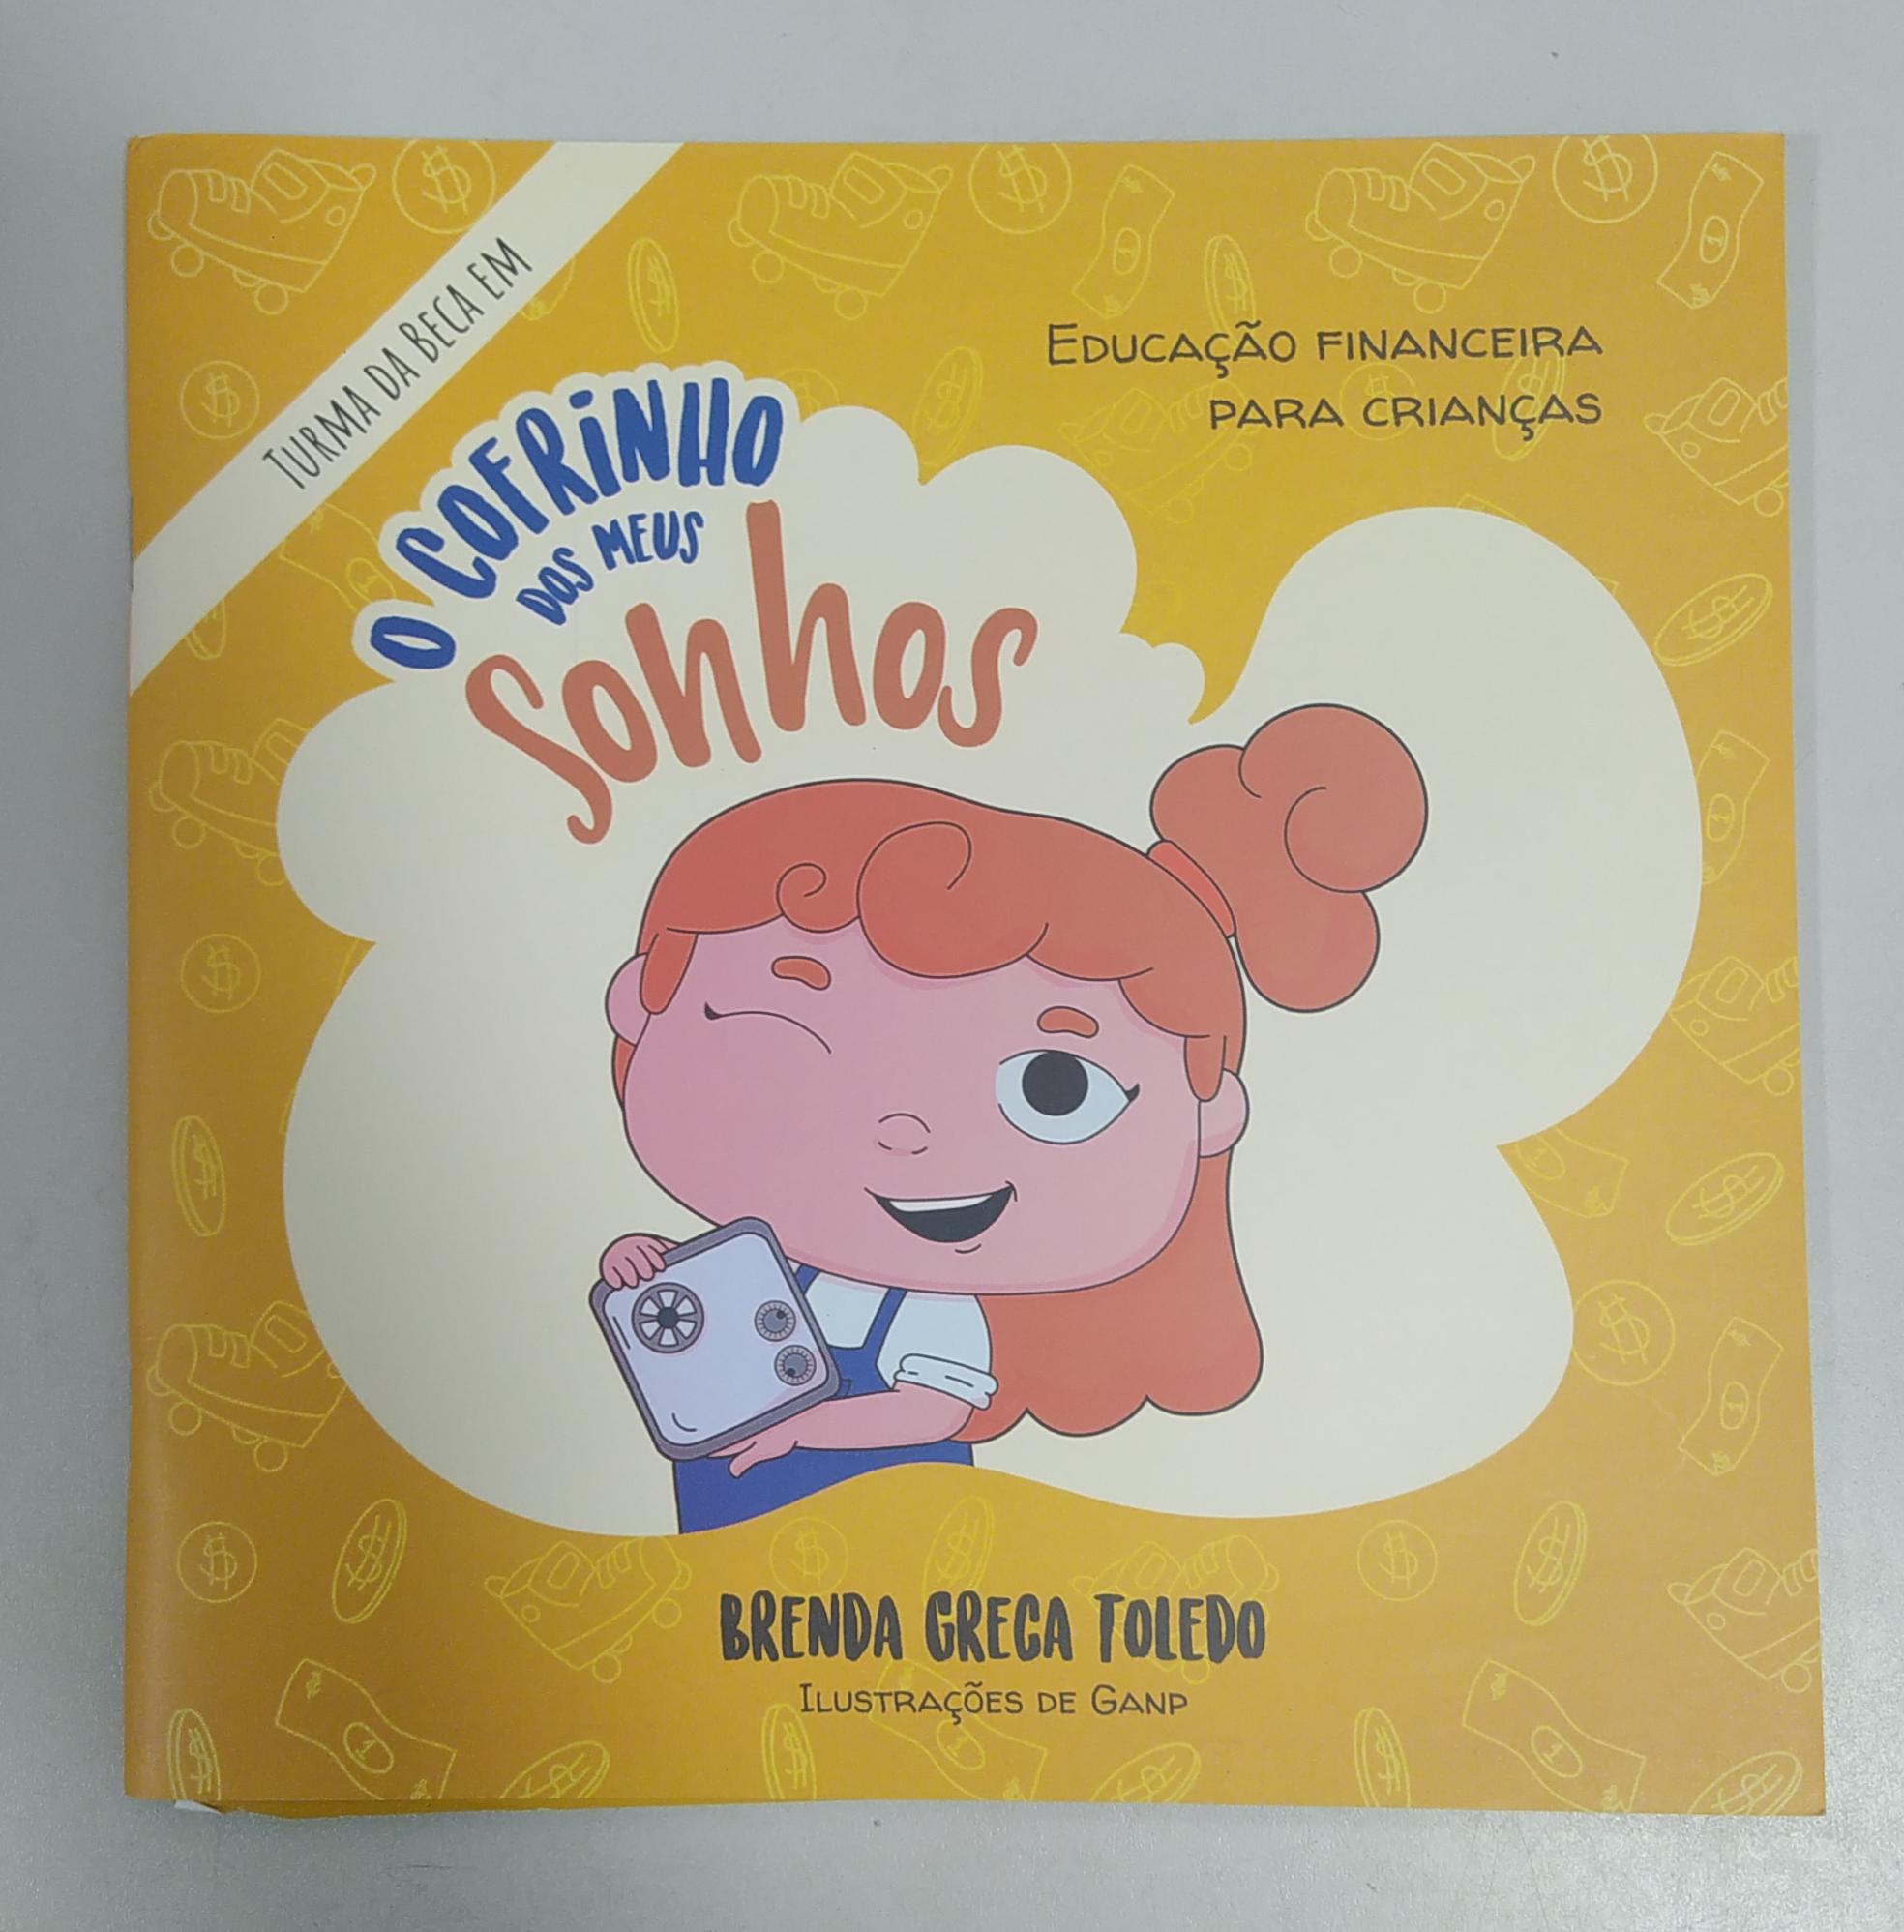 TURMA DA BECA EM
EDUCAÇÃO FINANCEIRA
PARA CRIANÇAS
O COFRINHO
DOS MEUS
Sonhos
BRENDA GRECA TOLEDO
ILUSTRAÇÕES DE GANP